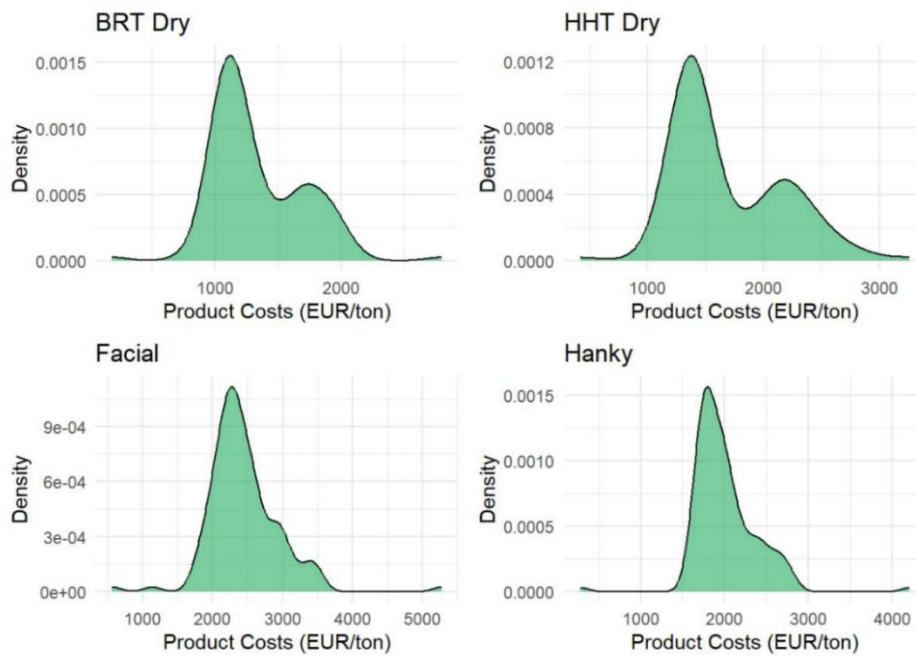 BRT Dry
0.0015
0.0010
0.0005
0.0000
Density
1000 2000
Product Costs (EUR/ton)
HHT Dry
0.0012
0.0008
0.0004
0.0000
Density
1000 2000 3000
Product Costs (EUR/ton)
Facial
9e-04
6e-04
3e-04
0e+00
Density
1000 2000 3000 4000 5000
Product Costs (EUR/ton)
Hanky
0.0015
0.0010
0.0005
0.0000
Density
1000 2000 3000 4000
Product Costs (EUR/ton)